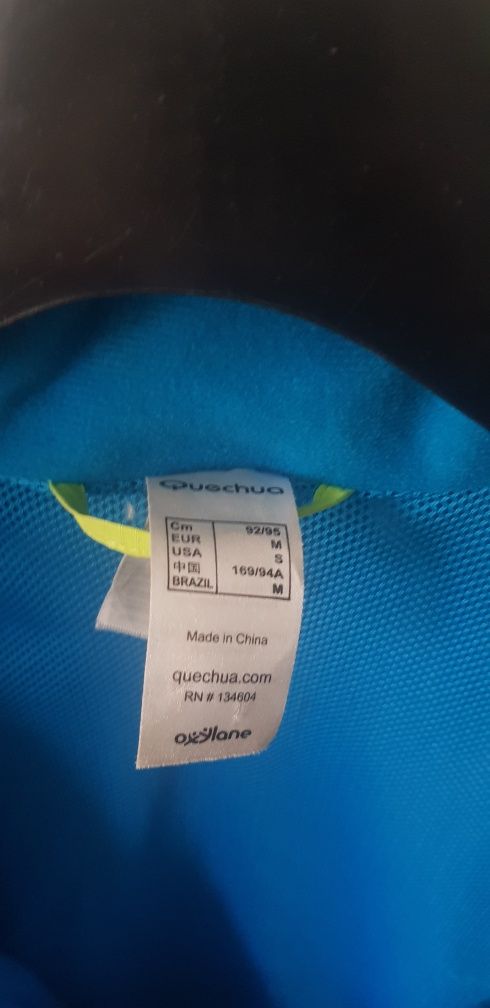 Quechua
Cm 92/95
EUR M
USA S
中国 169/94A
BRAZIL M
Made in China
quechua.com
RN # 134604
oxylane